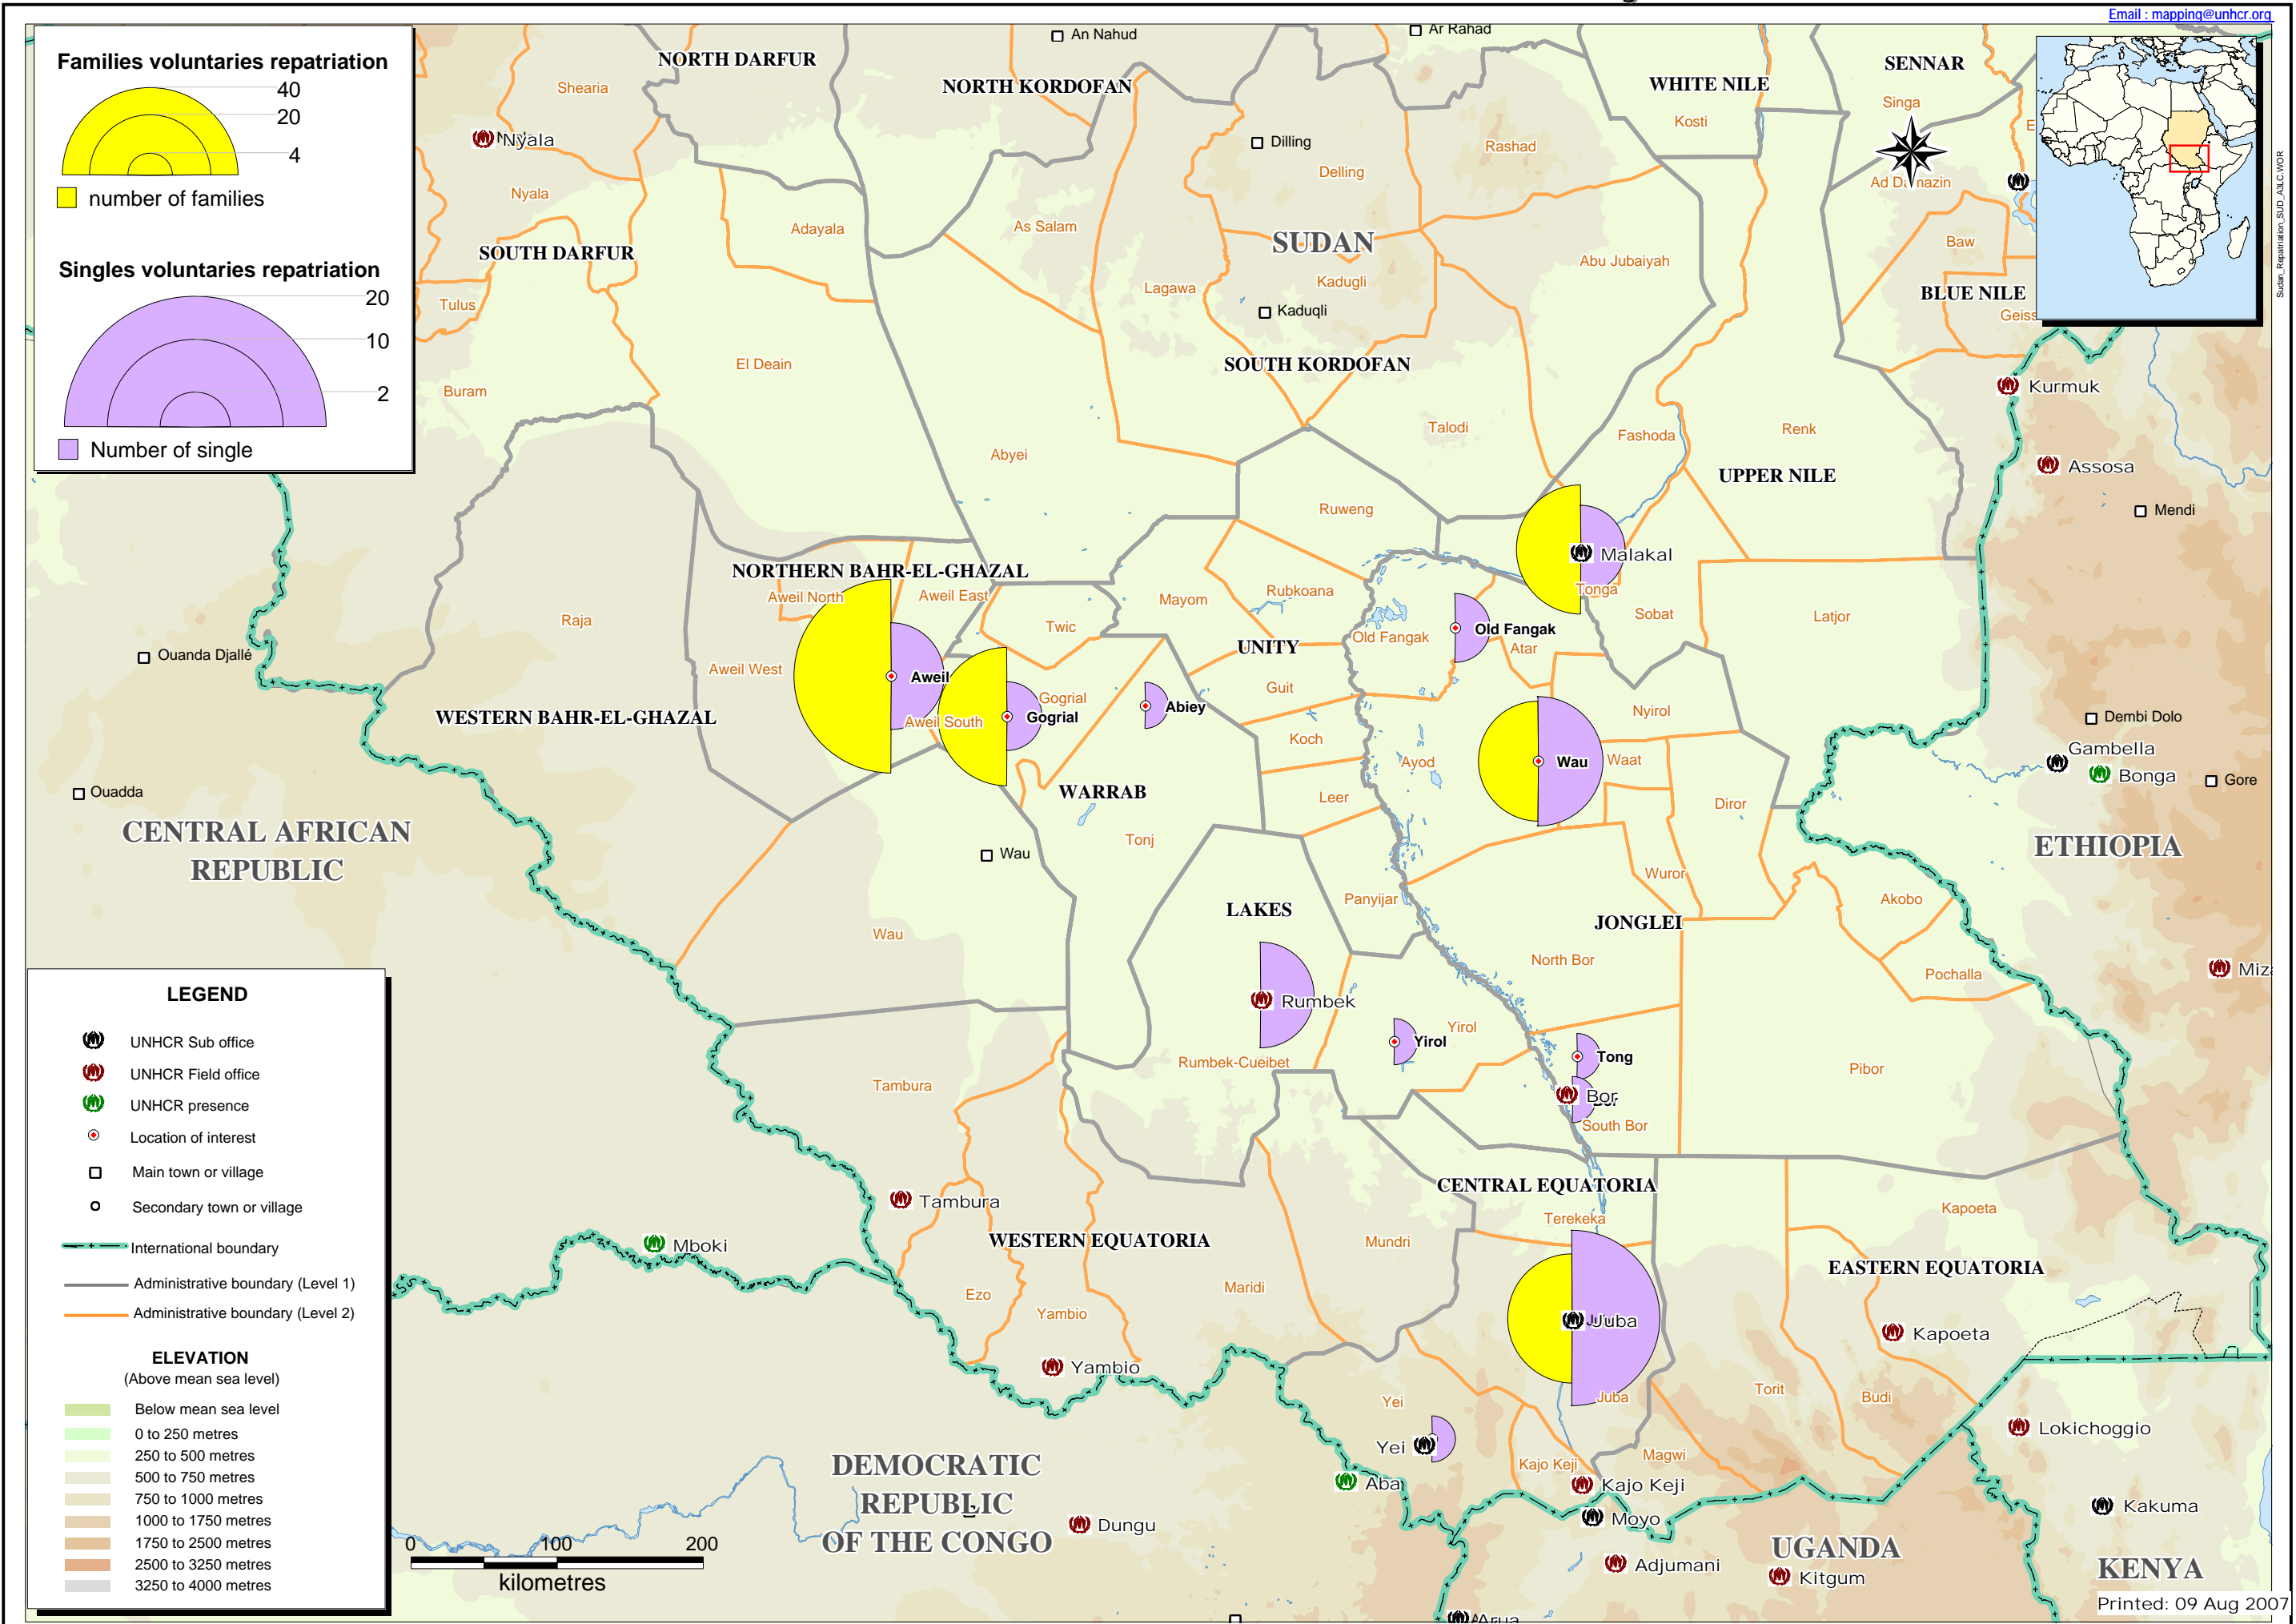 Email : mapping@unhcr.org
Families voluntaries repatriation
40
20
4
number of families
Singles voluntaries repatriation
20
10
2
Number of single
Sudan_Repatriation_SUD_A3LC.WOR
An Nahud
Ar Rahad
NORTH DARFUR
NORTH KORDOFAN
WHITE NILE
SENNAR
Shearia
Singa
Kosti
Nyala
Dilling
Rashad
Delling
Ad Damazin
Nyala
Adayala
As Salam
SUDAN
SOUTH DARFUR
Baw
Abu Jubaiyah
Kadugli
Lagawa
BLUE NILE
Tulus
Kaduqli
Geiss
El Deain
SOUTH KORDOFAN
Buram
Kurmuk
Talodi
Fashoda
Renk
Abyei
Assosa
UPPER NILE
Ruweng
Mendi
Malakal
NORTHERN BAHR-EL-GHAZAL
Aweil North
Aweil East
Mayom
Rubkoana
Tonga
Raja
Twic
Sobat
Latjor
Old Fangak
Old Fangak
Atar
UNITY
Ouanda Djallé
Aweil West
Aweil
Guit
Gogrial
Abiey
Gogrial
Aweil South
Nyirol
WESTERN BAHR-EL-GHAZAL
Dembi Dolo
Koch
Gambella
Ayod
Wau
Waat
Bonga
Gore
Ouadda
WARRAB
Leer
Diror
CENTRAL AFRICAN
REPUBLIC
Tonj
Wau
ETHIOPIA
Wuror
Panyijar
Akobo
LAKES
JONGLEI
Wau
North Bor
Pochalla
Miz
Rumbek
Yirol
Yirol
Tong
Rumbek-Cueibet
Pibor
Tambura
Bor
South Bor
CENTRAL EQUATORIA
Tambura
Kapoeta
Terekeka
WESTERN EQUATORIA
Mundri
Mboki
EASTERN EQUATORIA
Maridi
Ezo
Yambio
Juba
Kapoeta
Yambio
Torit
Yei
Juba
Budi
Lokichoggio
Yei
Magwi
Kajo Keji
Aba
Kajo Keji
DEMOCRATIC
REPUBLIC
OF THE CONGO
Kakuma
Moyo
Dungu
UGANDA
Adjumani
Kitgum
KENYA
Arua
LEGEND
UNHCR Sub office
UNHCR Field office
UNHCR presence
Location of interest
Main town or village
Secondary town or village
International boundary
Administrative boundary (Level 1)
Administrative boundary (Level 2)
ELEVATION
(Above mean sea level)
Below mean sea level
0 to 250 metres
250 to 500 metres
500 to 750 metres
750 to 1000 metres
1000 to 1750 metres
1750 to 2500 metres
2500 to 3250 metres
3250 to 4000 metres
0 100 200
kilometres
Printed: 09 Aug 2007